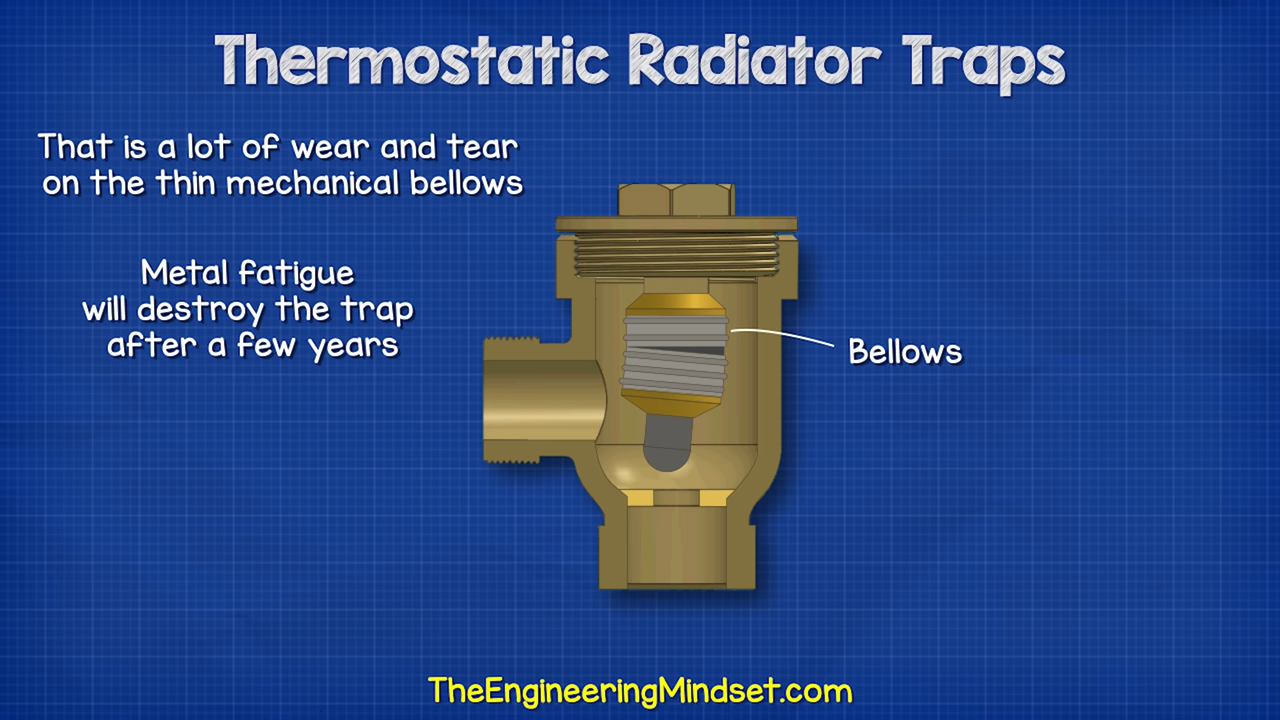 Thermostatic Radiator Traps
That is a lot of wear and tear
on the thin mechanical bellows
Metal fatigue
will destroy the trap
after a few years
Bellows
TheEngineeringMindset.com